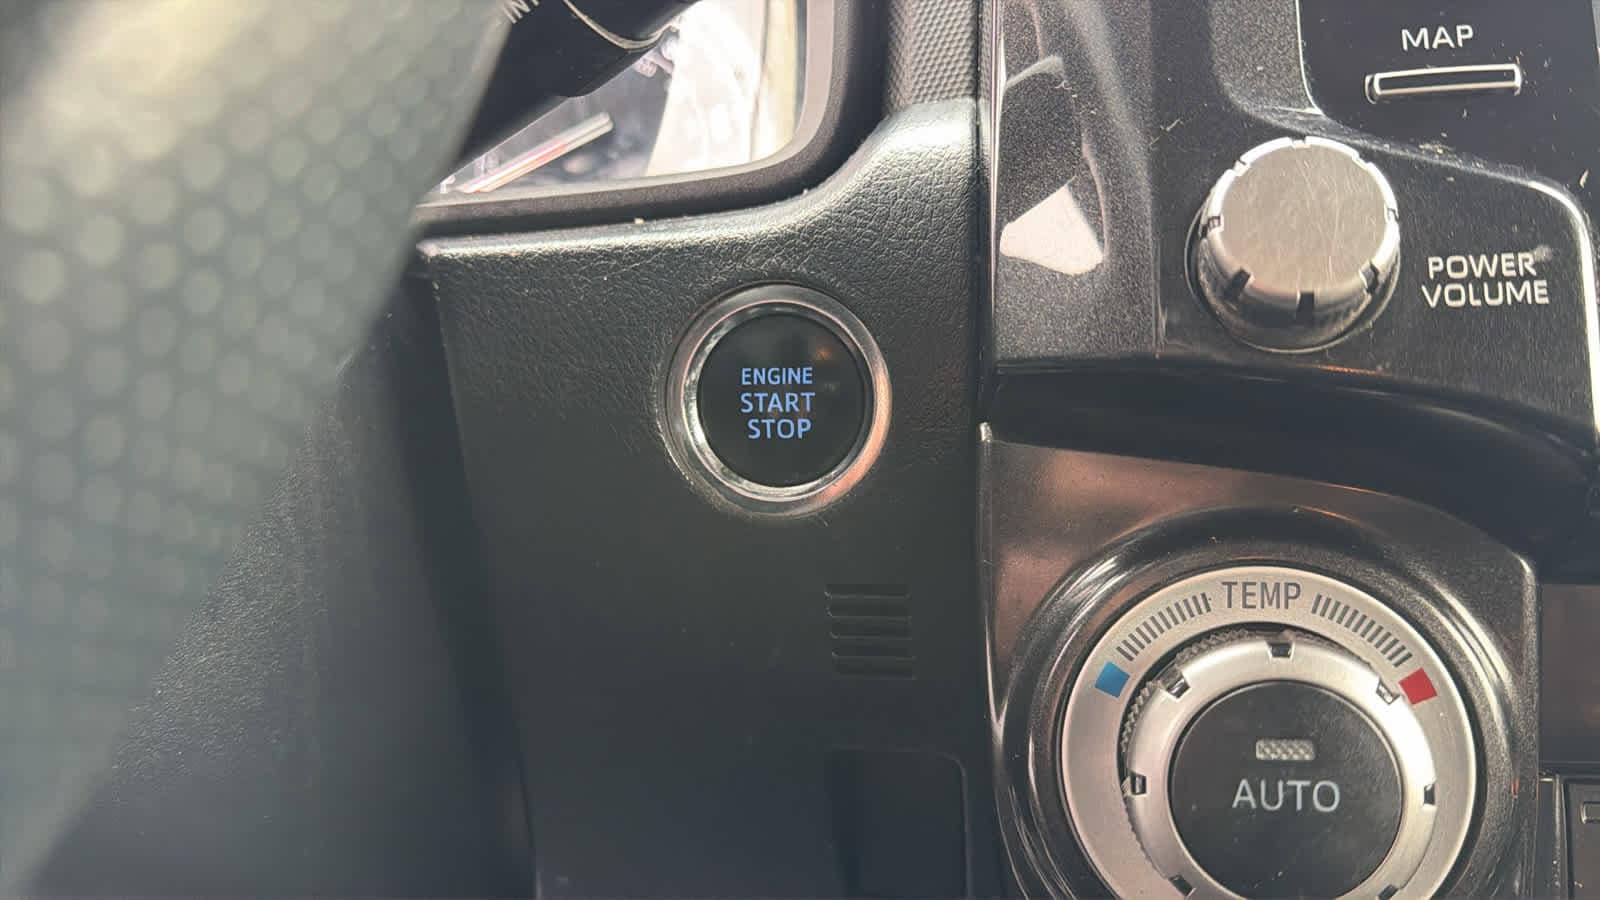 MAP
POWER
VOLUME
ENGINE
START
STOP
TEMP
AUTO